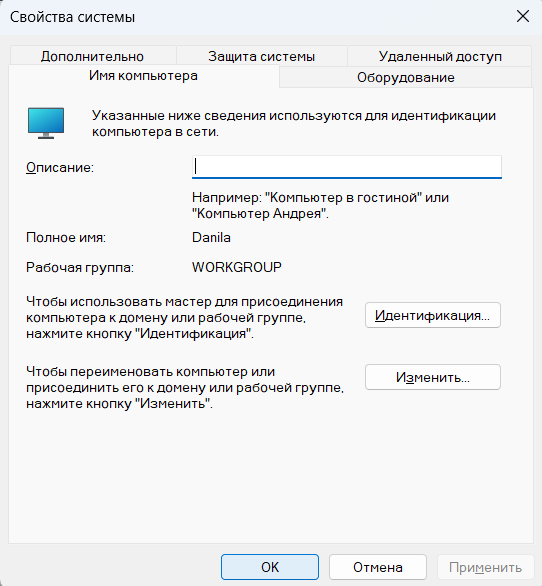 Свойства системы
Дополнительно Защита системы Удаленный доступ
Имя компьютера Оборудование
Указанные ниже сведения используются для идентификации
компьютера в сети.
Описание:
Например: "Компьютер в гостиной" или
"Компьютер Андрея".
Полное имя: Danila
Рабочая группа: WORKGROUP
Чтобы использовать мастер для присоединения
компьютера к домену или рабочей группе,
нажмите кнопку "Идентификация".
Идентификация...
Чтобы переименовать компьютер или
присоединить его к домену или рабочей группе,
нажмите кнопку "Изменить".
Изменить...
OK Отмена Применить